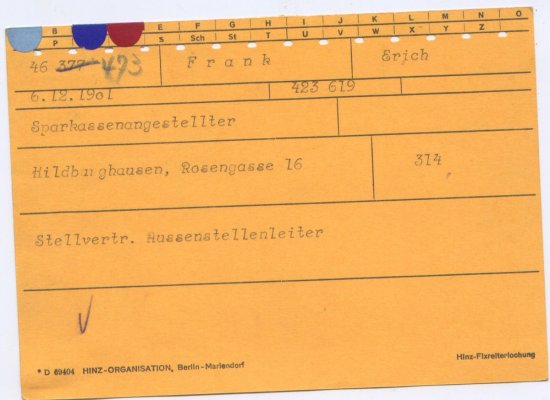 B E F G H I J K L M N O
P S Sch St T U V W X Y Z
46 377 473 Frank Erich
6.12.1901 423 619
Sparkassenangestellter
Hildburghausen, Rosengasse 16 314
Stellvertr. Aussenstellenleiter
* D 69404 HINZ-ORGANISATION, Berlin-Mariendorf Hinz-Fixreiterlochung